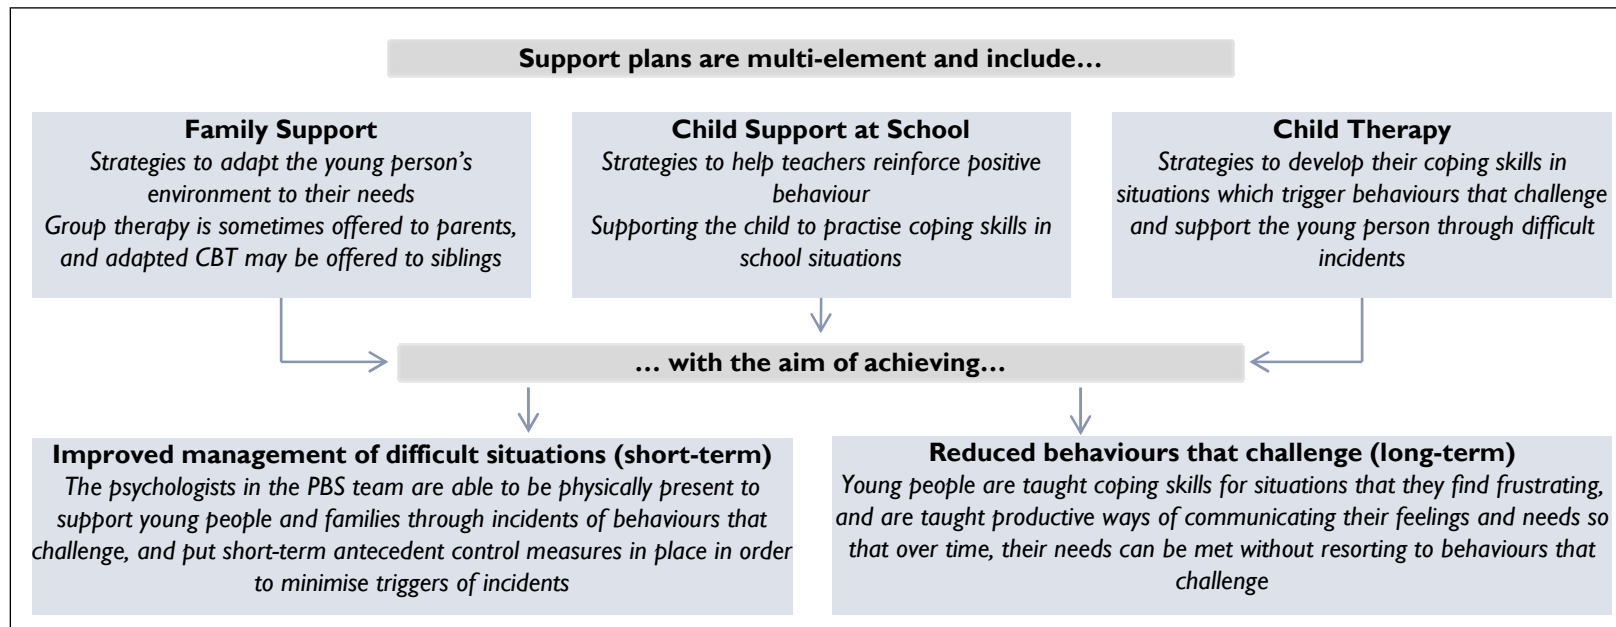 Support plans are multi-element and include…
Family Support
Strategies to adapt the young person’s
environment to their needs
Group therapy is sometimes offered to parents,
and adapted CBT may be offered to siblings
Child Support at School
Strategies to help teachers reinforce positive
behaviour
Supporting the child to practise coping skills in
school situations
Child Therapy
Strategies to develop their coping skills in
situations which trigger behaviours that challenge
and support the young person through difficult
incidents
… with the aim of achieving…
Improved management of difficult situations (short-term)
The psychologists in the PBS team are able to be physically present to
support young people and families through incidents of behaviours that
challenge, and put short-term antecedent control measures in place in order
to minimise triggers of incidents
Reduced behaviours that challenge (long-term)
Young people are taught coping skills for situations that they find frustrating,
and are taught productive ways of communicating their feelings and needs so
that over time, their needs can be met without resorting to behaviours that
challenge